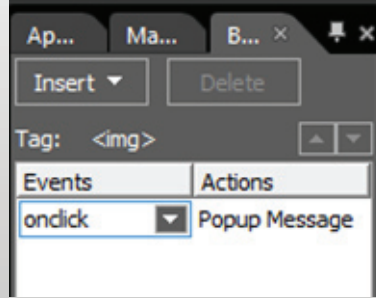 Ap... Ma... B... ×
Insert Delete
Tag: <img>
Events Actions
onclick Popup Message